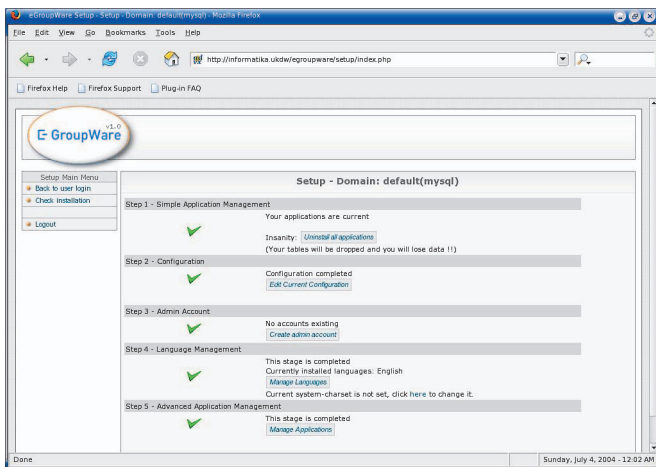 eGroupWare Setup - Setup - Domain: default(mysql) - Mozilla Firefox
File Edit View Go Bookmarks Tools Help
http://informatika.ukdw/egroupware/setup/index.php
Firefox Help Firefox Support Plug-in FAQ
v1.0
E- GroupWare
Setup Main Menu
Back to user login
Check installation
Logout
Setup - Domain: default(mysql)
Step 1 - Simple Application Management
Your applications are current
Insanity: Uninstall all applications
(Your tables will be dropped and you will lose data !!)
Step 2 - Configuration
Configuration completed
Edit Current Configuration
Step 3 - Admin Account
No accounts existing
Create admin account
Step 4 - Language Management
This stage is completed
Currently installed languages: English
Manage Languages
Current system-charset is not set, click here to change it.
Step 5 - Advanced Application Management
This stage is completed
Manage Applications
Done
Sunday, July 4, 2004 - 12:02 AM